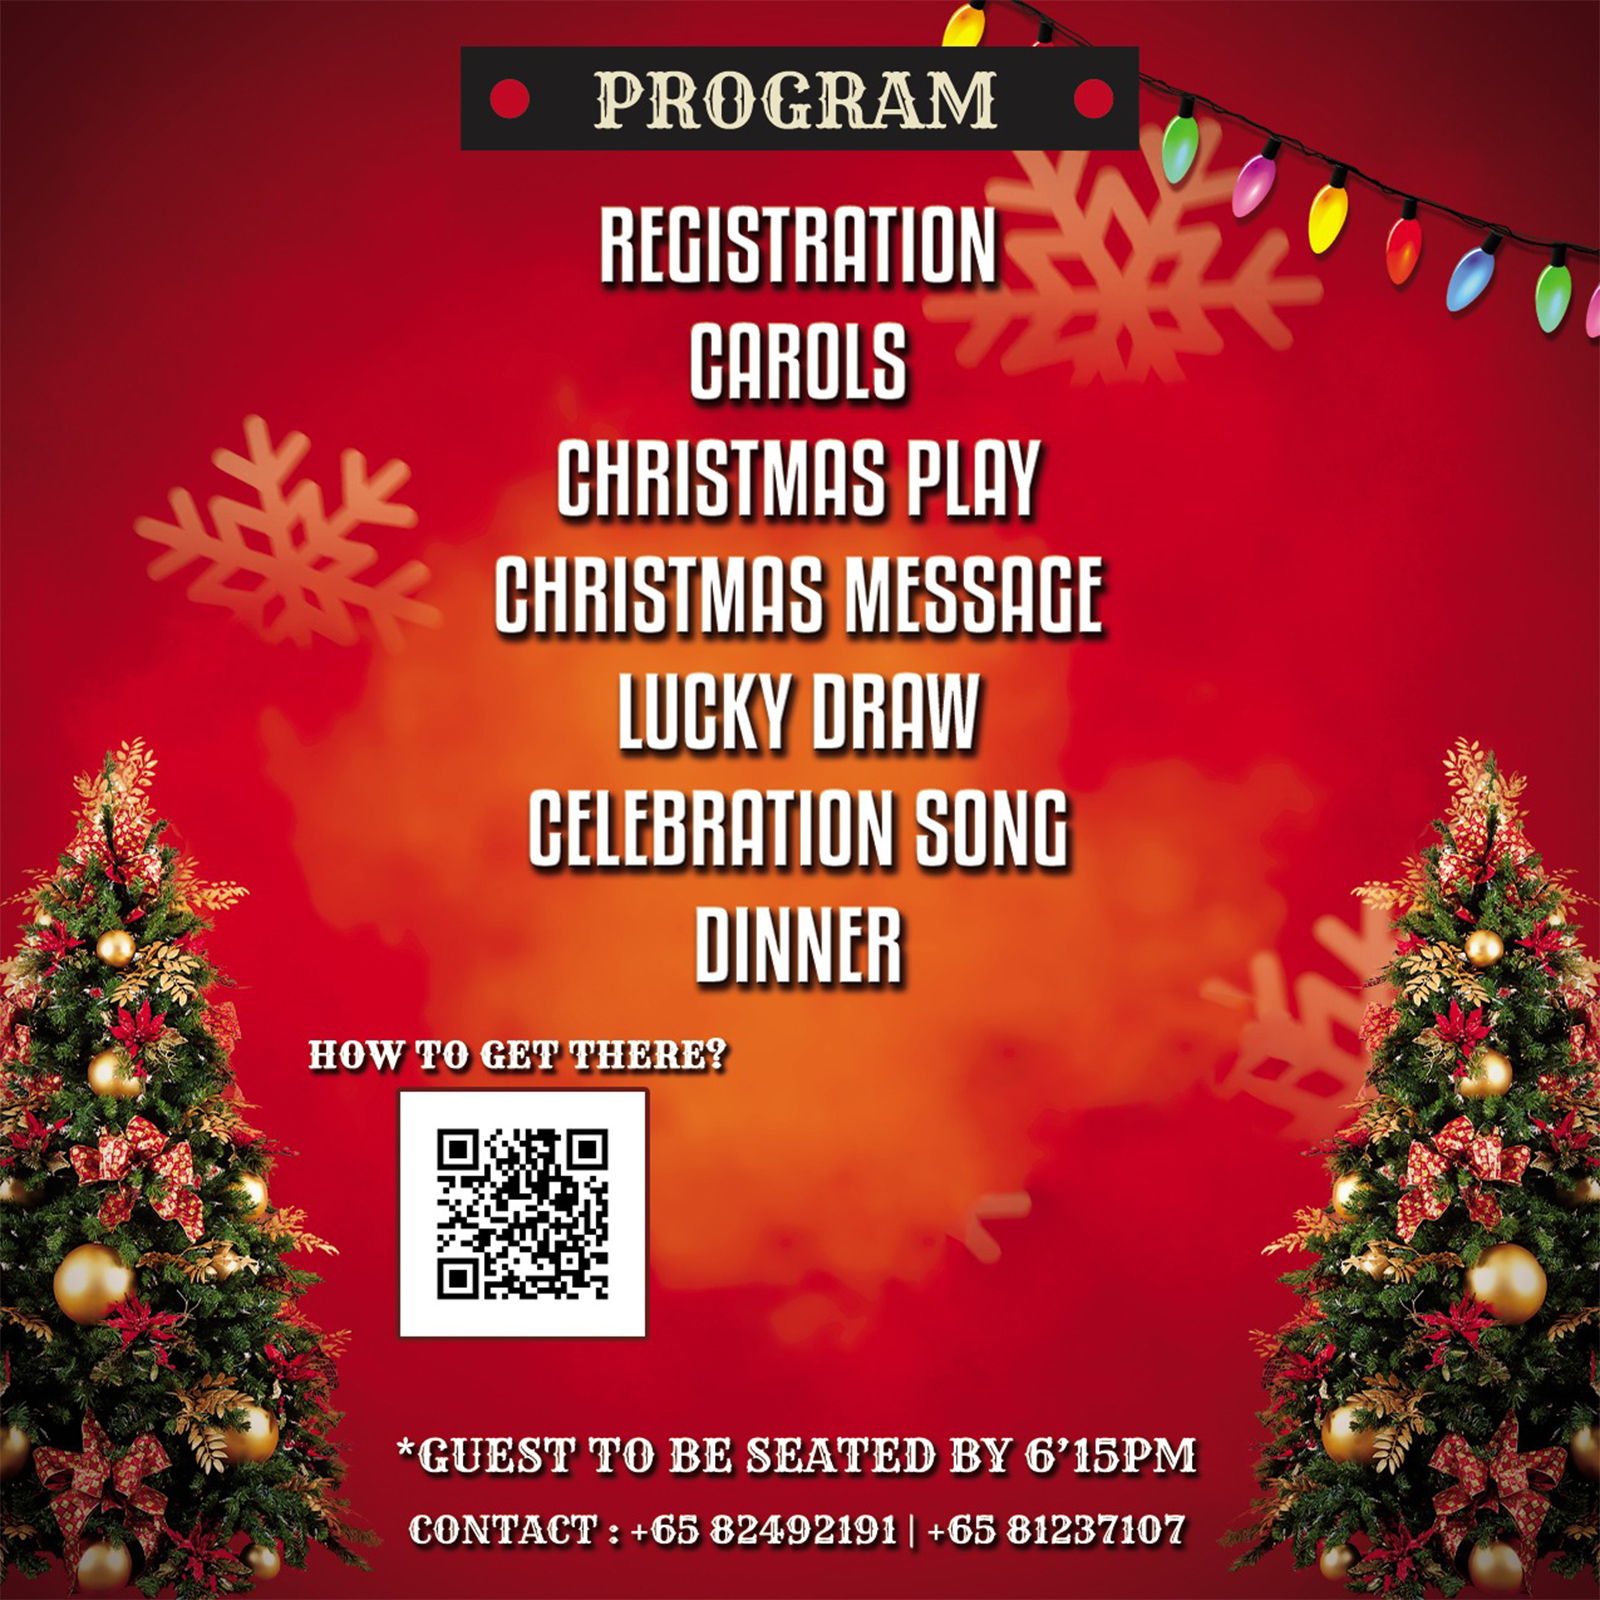 PROGRAM
REGISTRATION
CAROLS
CHRISTMAS PLAY
CHRISTMAS MESSAGE
LUCKY DRAW
CELEBRATION SONG
DINNER
HOW TO GET THERE?
*GUEST TO BE SEATED BY 6'15PM
CONTACT : +65 82492191 | +65 81237107